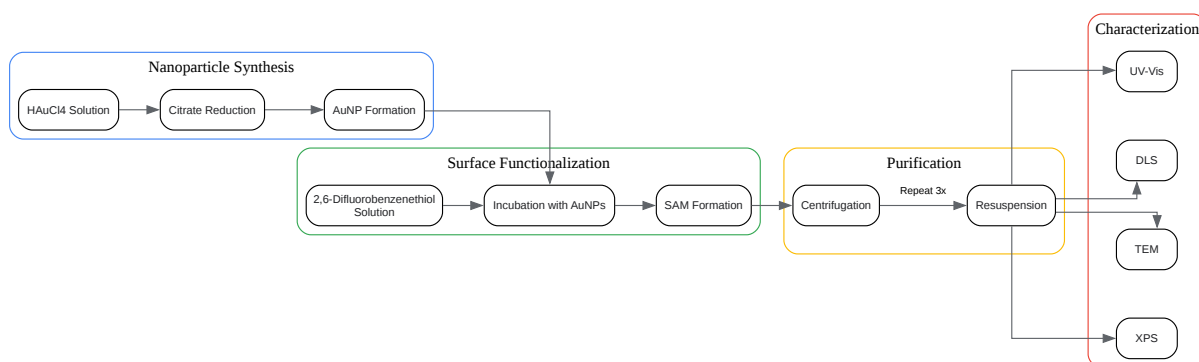 Nanoparticle Synthesis
HAuCl4 Solution
Citrate Reduction
AuNP Formation
Surface Functionalization
2,6-Difluorobenzenethiol
Solution
Incubation with AuNPs
SAM Formation
Purification
Centrifugation
Repeat 3x
Resuspension
Characterization
UV-Vis
DLS
TEM
XPS